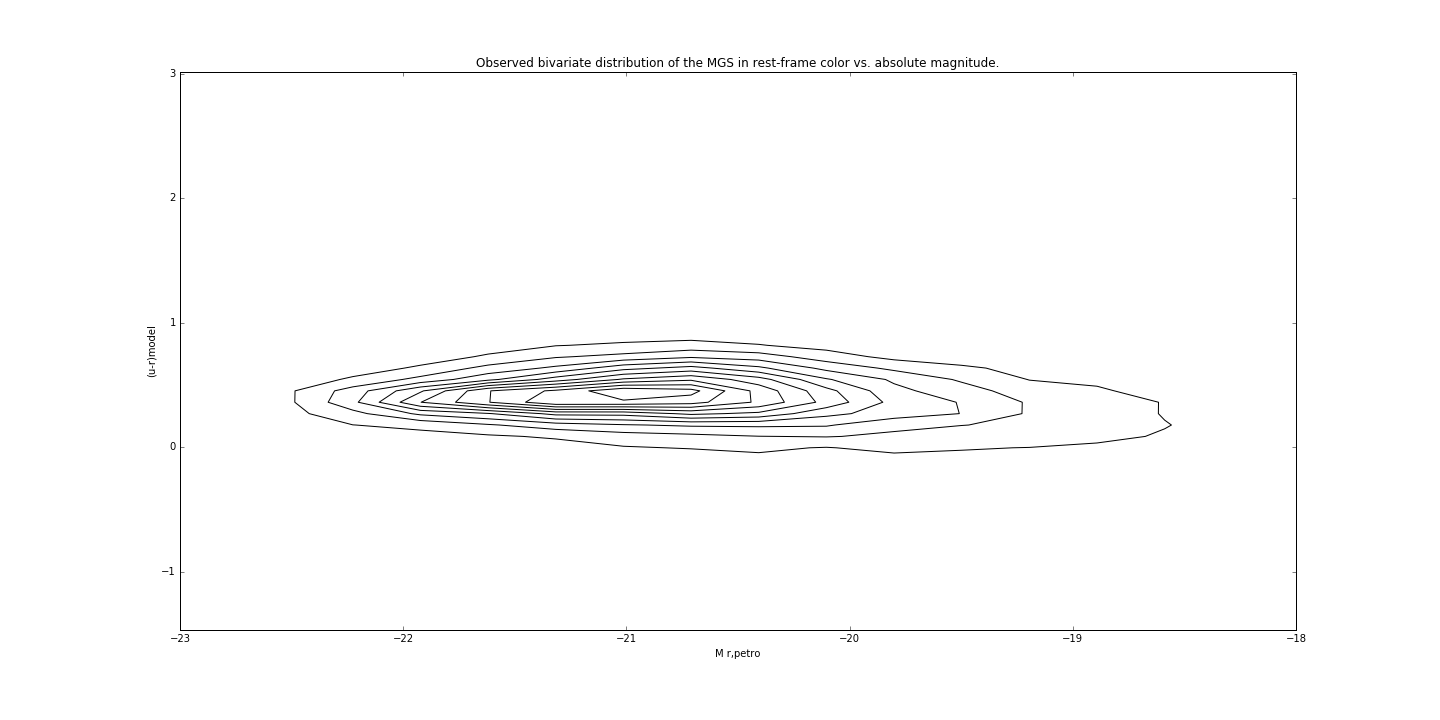 Observed bivariate distribution of the MGS in rest-frame color vs. absolute magnitude.
3
2
1
0
−1
(u-r)model
−23 −22 −21 −20 −19 −18
M r,petro